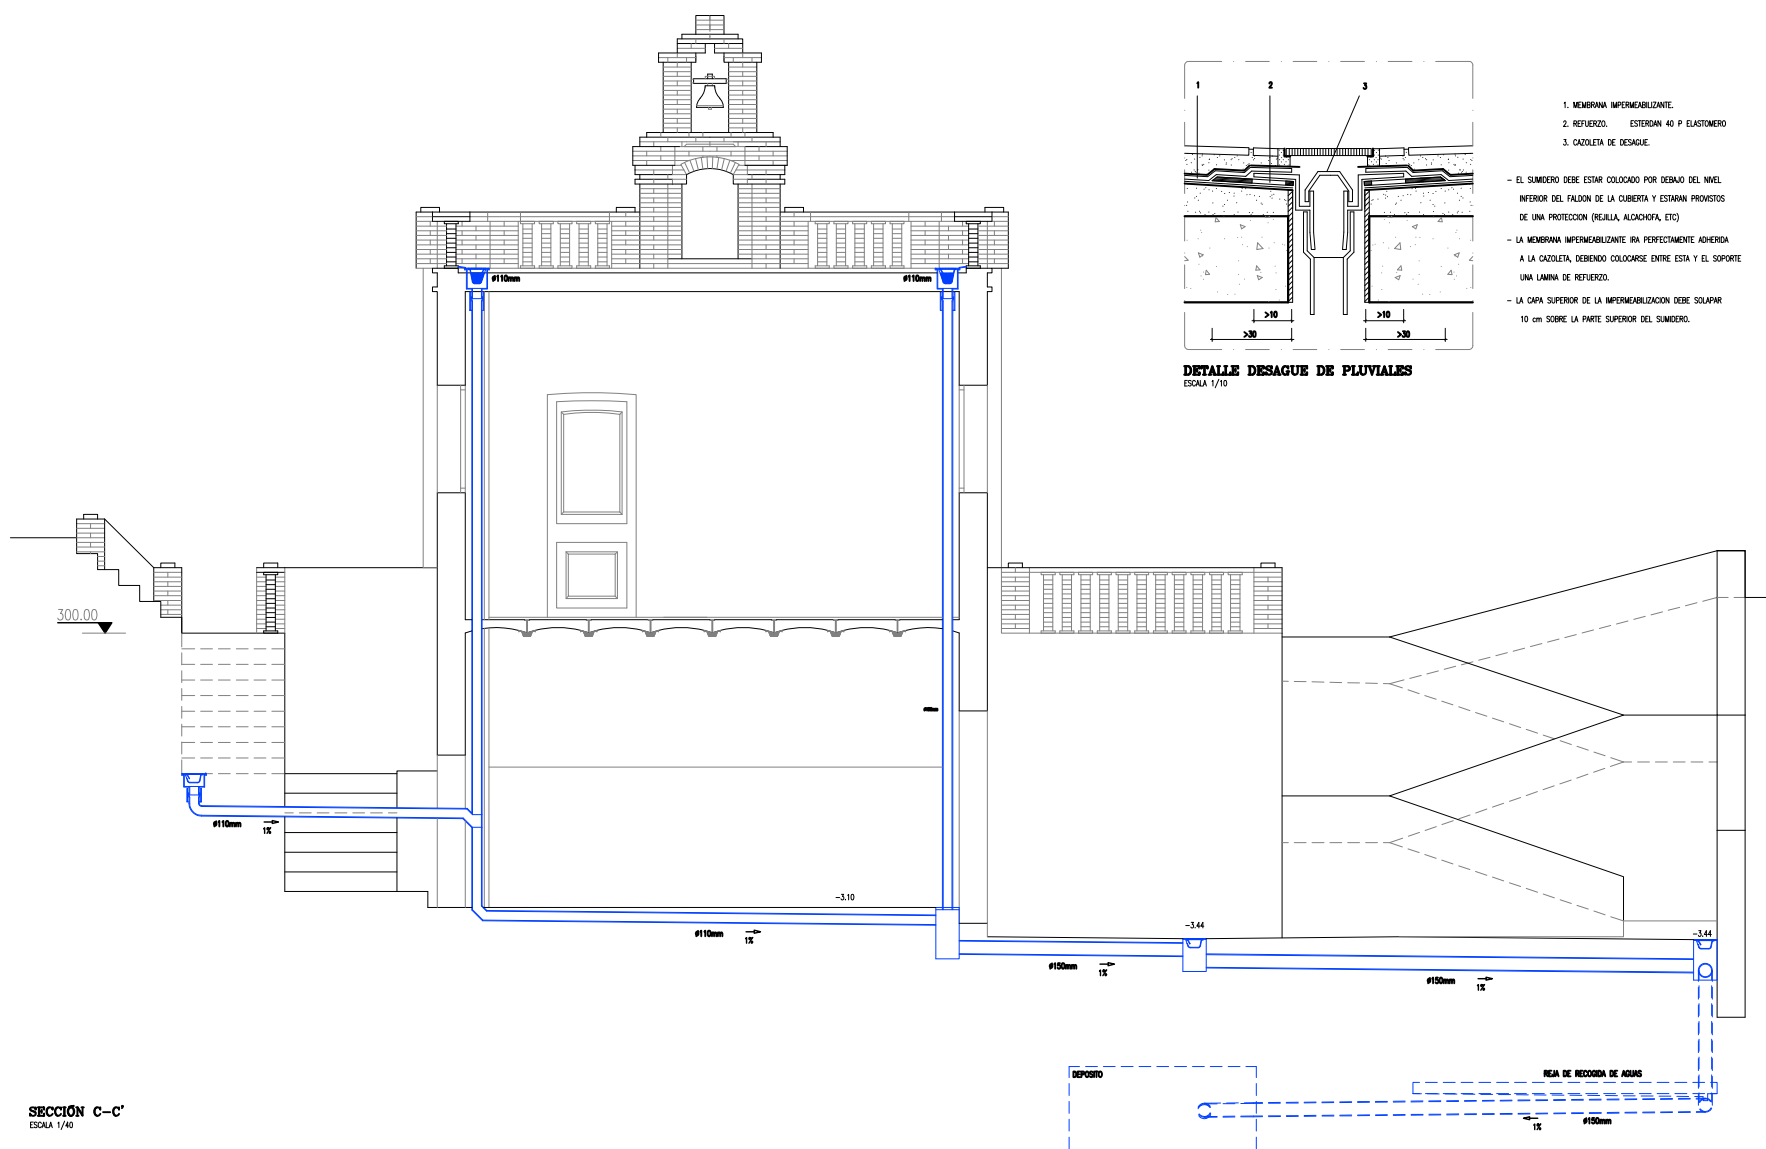 1
2
3
1. MEMBRANA IMPERMEABILIZANTE.
2. REFUERZO. ESTERDAN 40 P ELASTOMERO
3. CAZOLETA DE DESAGUE.
- EL SUMIDERO DEBE ESTAR COLOCADO POR DEBAJO DEL NIVEL
INFERIOR DEL FALDON DE LA CUBIERTA Y ESTARAN PROVISTOS
DE UNA PROTECCION (REJILLA, ALCACHOFA, ETC)
- LA MEMBRANA IMPERMEABILIZANTE IRA PERFECTAMENTE ADHERIDA
A LA CAZOLETA, DEBIENDO COLOCARSE ENTRE ESTA Y EL SOPORTE
UNA LAMINA DE REFUERZO.
- LA CAPA SUPERIOR DE LA IMPERMEABILIZACION DEBE SOLAPAR
10 cm SOBRE LA PARTE SUPERIOR DEL SUMIDERO.
>10
>10
>30
>30
DETALLE DESAGUE DE PLUVIALES
ESCALA 1/10
ø110mm
ø110mm
300.00
ø110mm
1%
-3.10
ø110mm
1%
-3.44
-3.44
ø150mm
1%
ø150mm
1%
DEPOSITO
REJA DE RECOGIDA DE AGUAS
1%
ø150mm
SECCIÓN C-C'
ESCALA 1/40